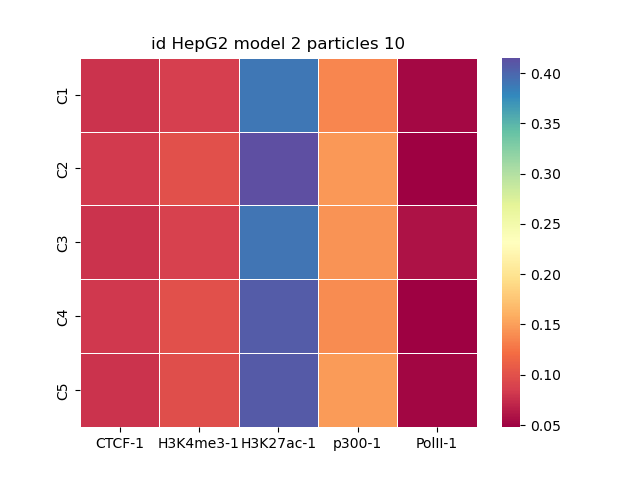 id HepG2 model 2 particles 10
C1
C2
C3
C4
C5
CTCF-1 H3K4me3-1 H3K27ac-1 p300-1 PolII-1
0.40
0.35
0.30
0.25
0.20
0.15
0.10
0.05